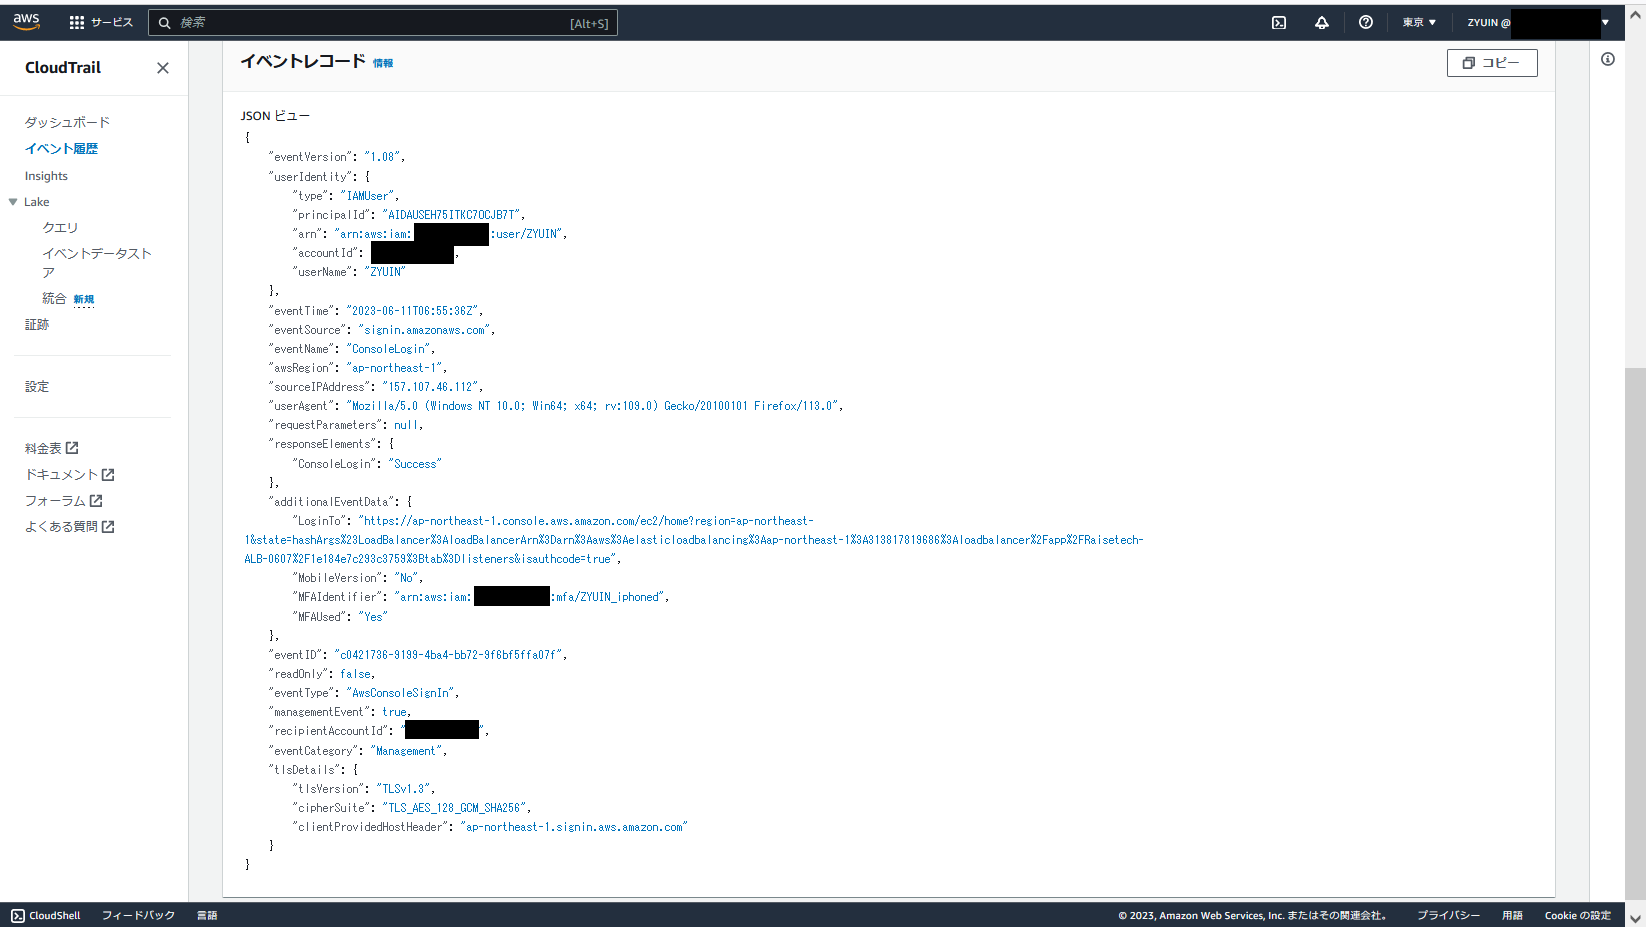 aws
サービス
検索
[Alt+S]
東京
ZYUIN @
CloudTrail
ダッシュボード
イベント履歴
Insights
Lake
クエリ
イベントデータスト
ア
統合 新規
証跡
設定
料金表
ドキュメント
フォーラム
よくある質問
イベントレコード 情報
コピー
JSON ビュー
{
"eventVersion": "1.08",
"userIdentity": {
"type": "IAMUser",
"principalId": "AIDAUSEH75ITKC7OCJB7T",
"arn": "arn:aws:iam: :user/ZYUIN",
"accountId": ,
"userName": "ZYUIN"
},
"eventTime": "2023-06-11T06:55:36Z",
"eventSource": "signin.amazonaws.com",
"eventName": "ConsoleLogin",
"awsRegion": "ap-northeast-1",
"sourceIPAddress": "157.107.46.112",
"userAgent": "Mozilla/5.0 (Windows NT 10.0; Win64; x64; rv:109.0) Gecko/20100101 Firefox/113.0",
"requestParameters": null,
"responseElements": {
"ConsoleLogin": "Success"
},
"additionalEventData": {
"LoginTo": "https://ap-northeast-1.console.aws.amazon.com/ec2/home?region=ap-northeast-
1&state=hashArgs%23LoadBalancer%3AloadBalancerArn%3Darn%3Aaws%3Aelasticloadbalancing%3Aap-northeast-1%3A313817819686%3Aloadbalancer%2Fapp%2FRaisetech-
ALB-0607%2F1e184e7c293c3759%3Btab%3Dlisteners&isauthcode=true",
"MobileVersion": "No",
"MFAIdentifier": "arn:aws:iam: :mfa/ZYUIN_iphoned",
"MFAUsed": "Yes"
},
"eventID": "c0421736-9199-4ba4-bb72-9f6bf5ffa07f",
"readOnly": false,
"eventType": "AwsConsoleSignIn",
"managementEvent": true,
"recipientAccountId": " ",
"eventCategory": "Management",
"tlsDetails": {
"tlsVersion": "TLSv1.3",
"cipherSuite": "TLS_AES_128_GCM_SHA256",
"clientProvidedHostHeader": "ap-northeast-1.signin.aws.amazon.com"
}
}
CloudShell
フィードバック
言語
© 2023, Amazon Web Services, Inc. またはその関連会社。
プライバシー
用語
Cookie の設定